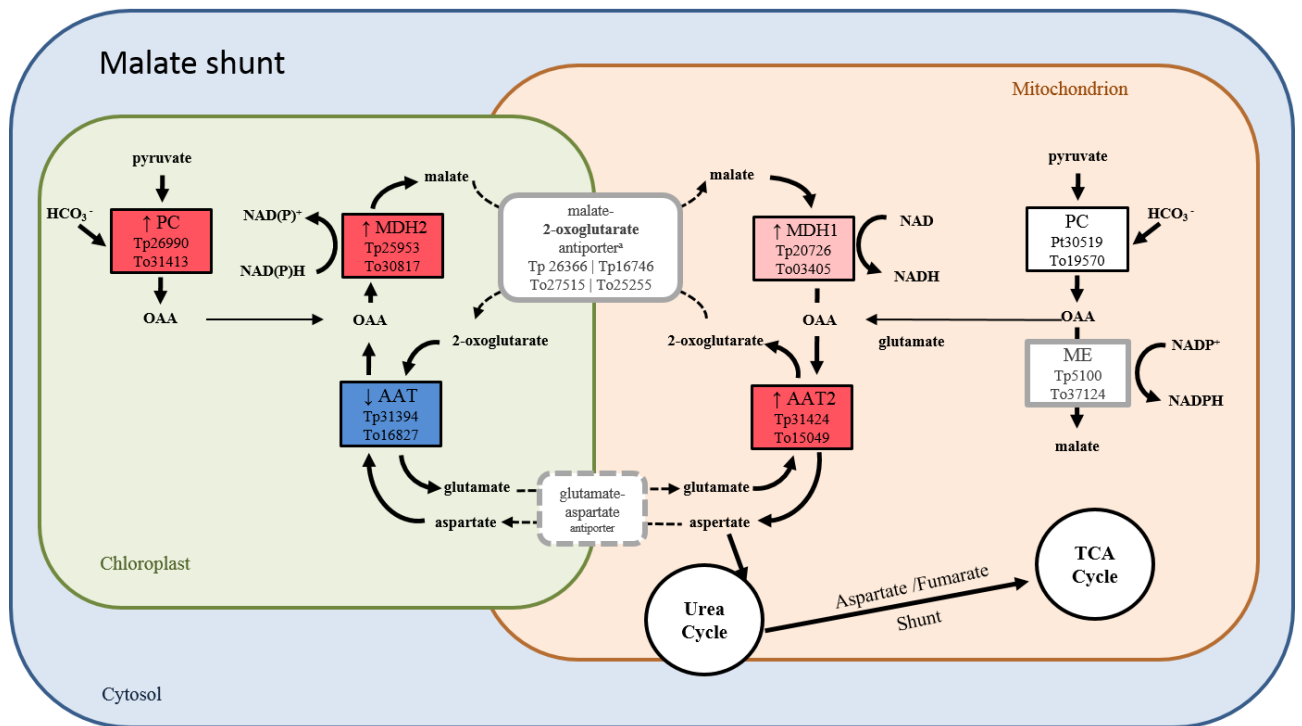 Malate shunt
Mitochondrion
pyruvate
HCO₃⁻
↑ PC
Tp26990
To31413
OAA
NAD(P)⁺
NAD(P)H
malate
↑ MDH2
Tp25953
To30817
OAA
2-oxoglutarate
↓ AAT
Tp31394
To16827
glutamate
aspartate
Chloroplast
malate-
2-oxoglutarate
antiporterᵃ
Tp 26366 | Tp16746
To27515 | To25255
glutamate-
aspartate
antiporter
malate
↑ MDH1
Tp20726
To03405
NAD
NADH
OAA
2-oxoglutarate
↑ AAT2
Tp31424
To15049
glutamate
aspertate
pyruvate
PC
Pt30519
To19570
HCO₃⁻
OAA
glutamate
ME
Tp5100
To37124
NADP⁺
NADPH
malate
Urea
Cycle
Aspartate /Fumarate
Shunt
TCA
Cycle
Cytosol